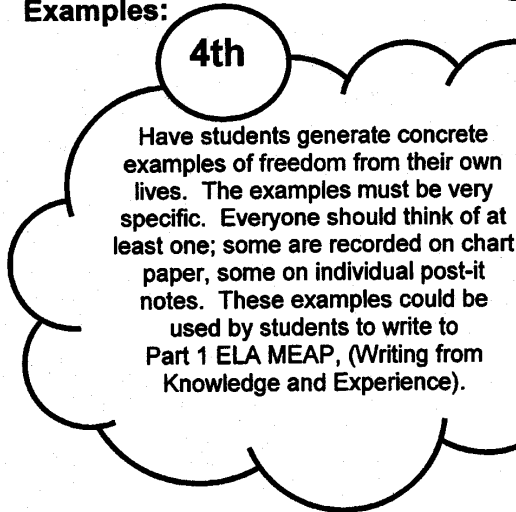 Examples:
4th
Have students generate concrete
examples of freedom from their own
lives. The examples must be very
specific. Everyone should think of at
least one; some are recorded on chart
paper, some on individual post-it
notes. These examples could be
used by students to write to
Part 1 ELA MEAP, (Writing from
Knowledge and Experience).